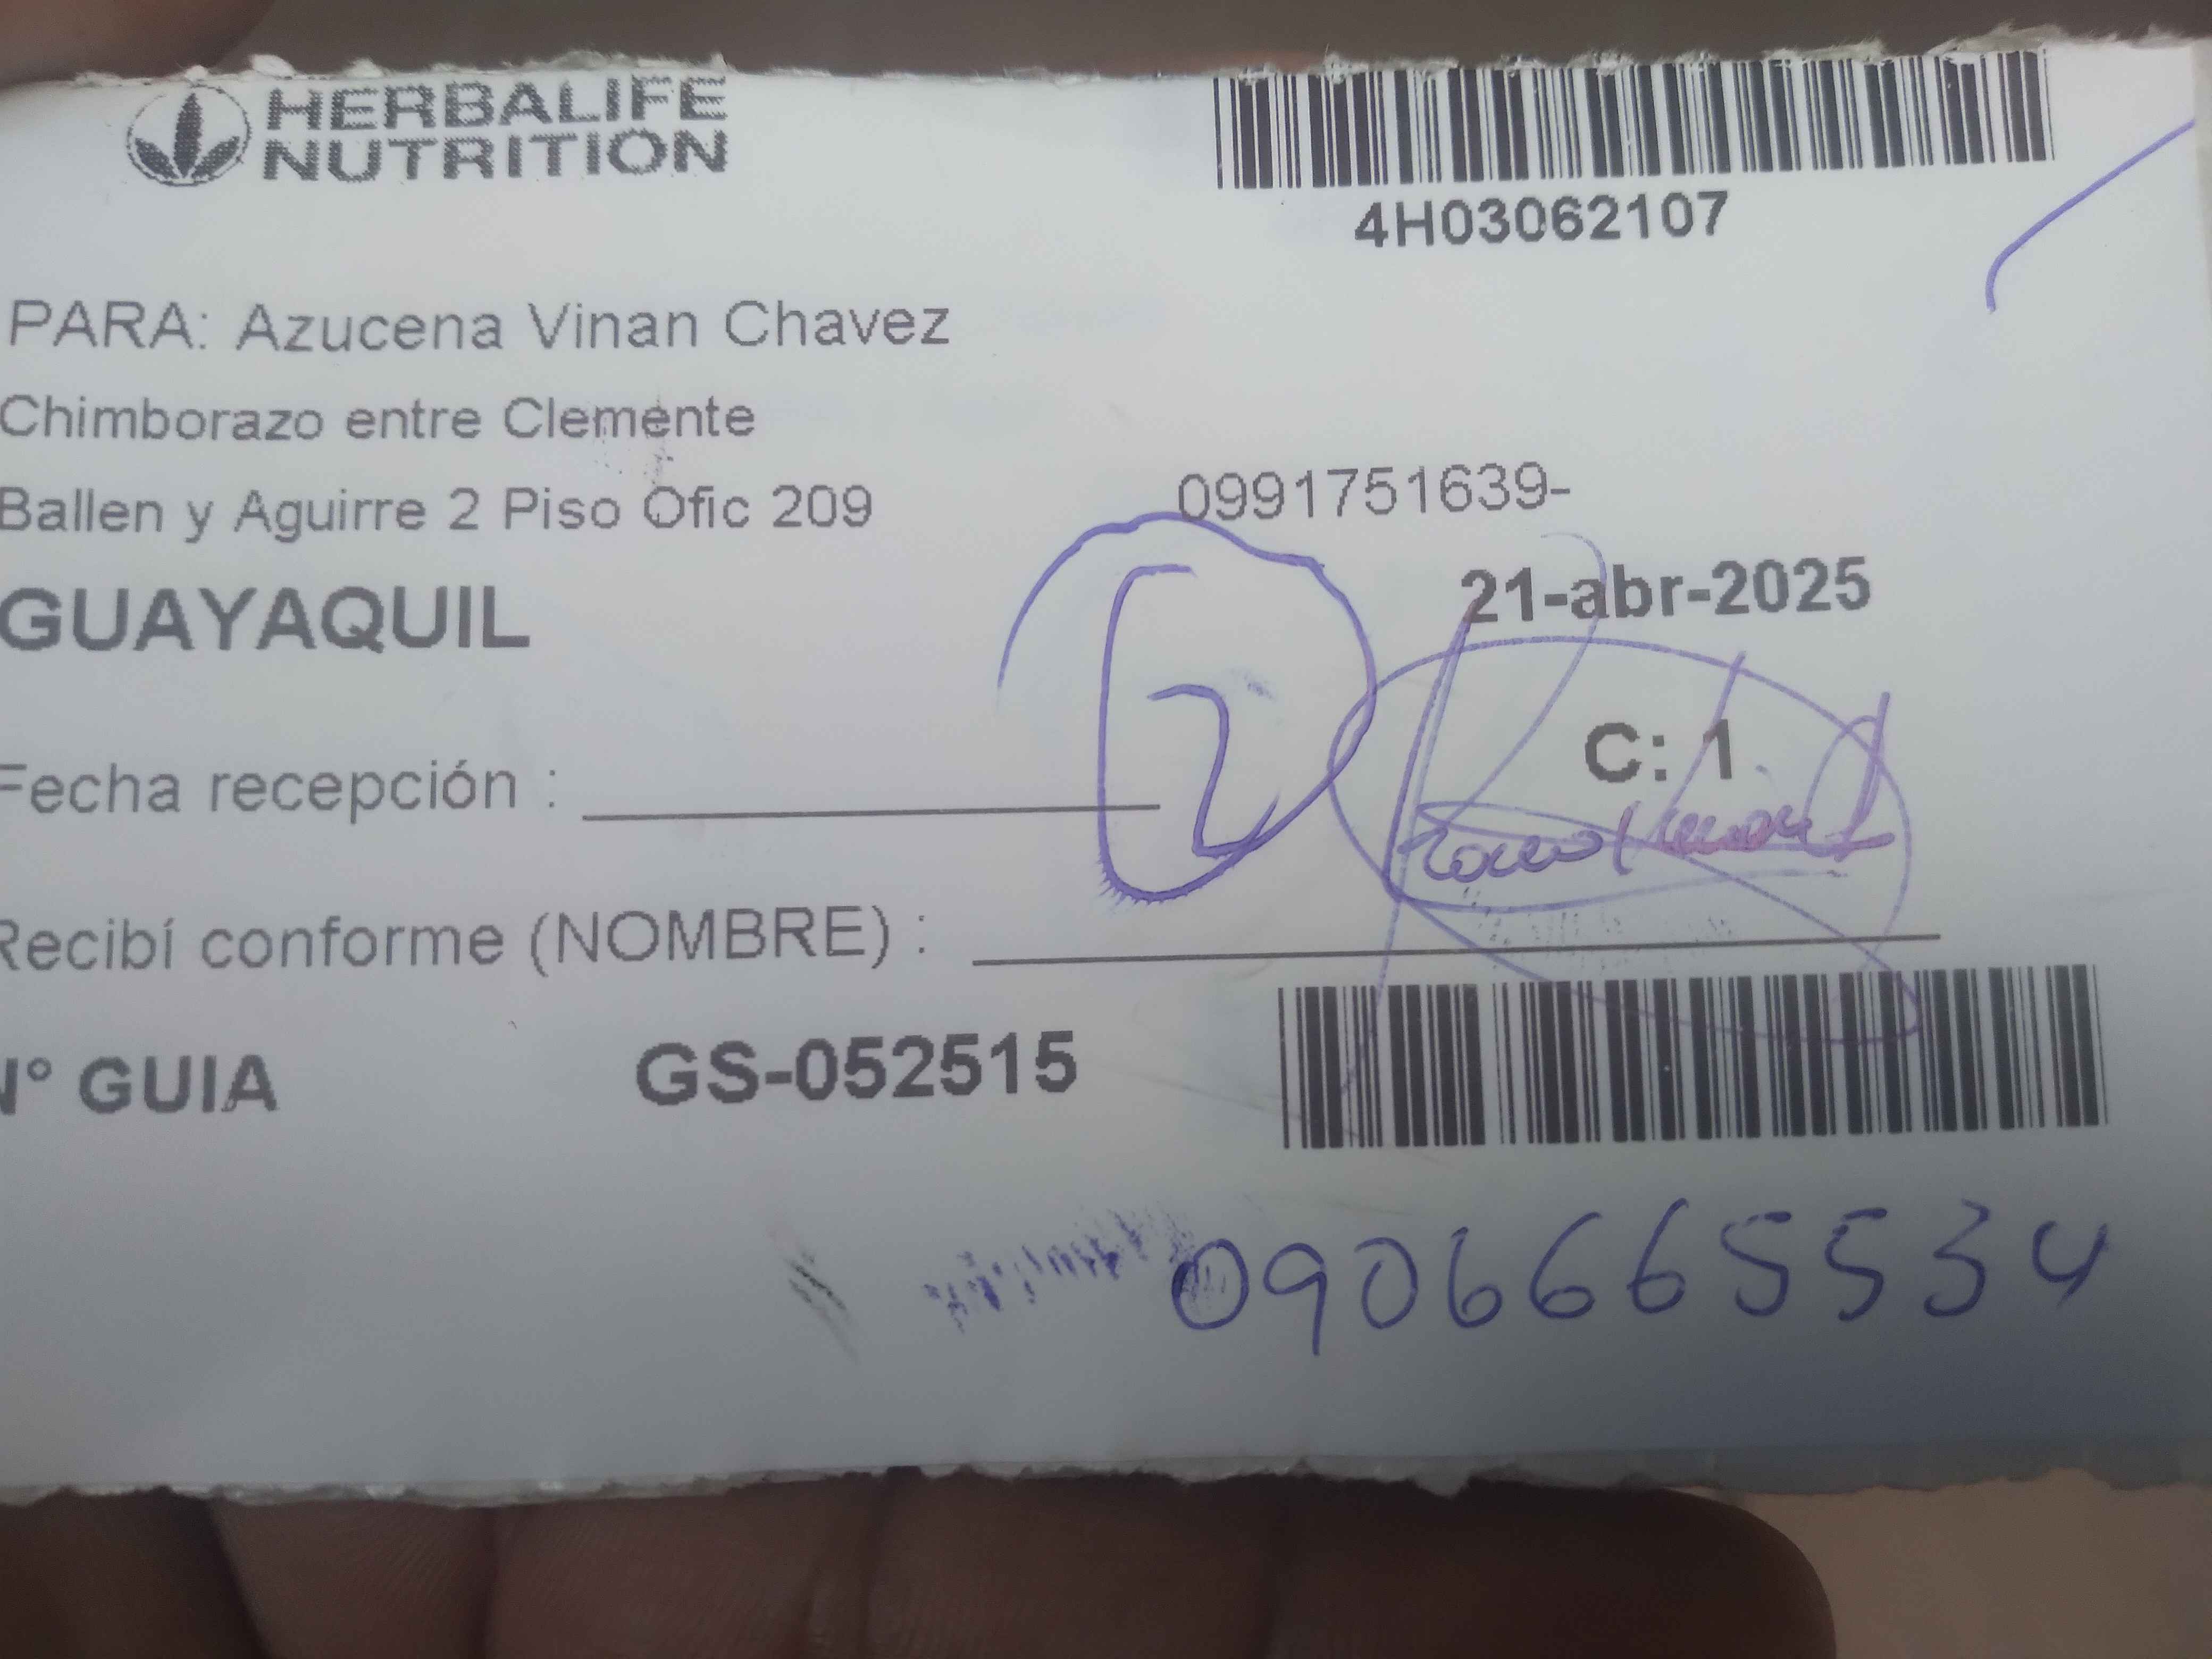 HERBALIFE
NUTRITION
4H03062107
PARA: Azucena Vinan Chavez
Chimborazo entre Clemente
Ballen y Aguirre 2 Piso Ofic 209
0991751639-
GUAYAQUIL
21-abr-2025
2
C: 1
Fecha recepción :
Recibí conforme (NOMBRE) :
N° GUIA
GS-052515
0906665534